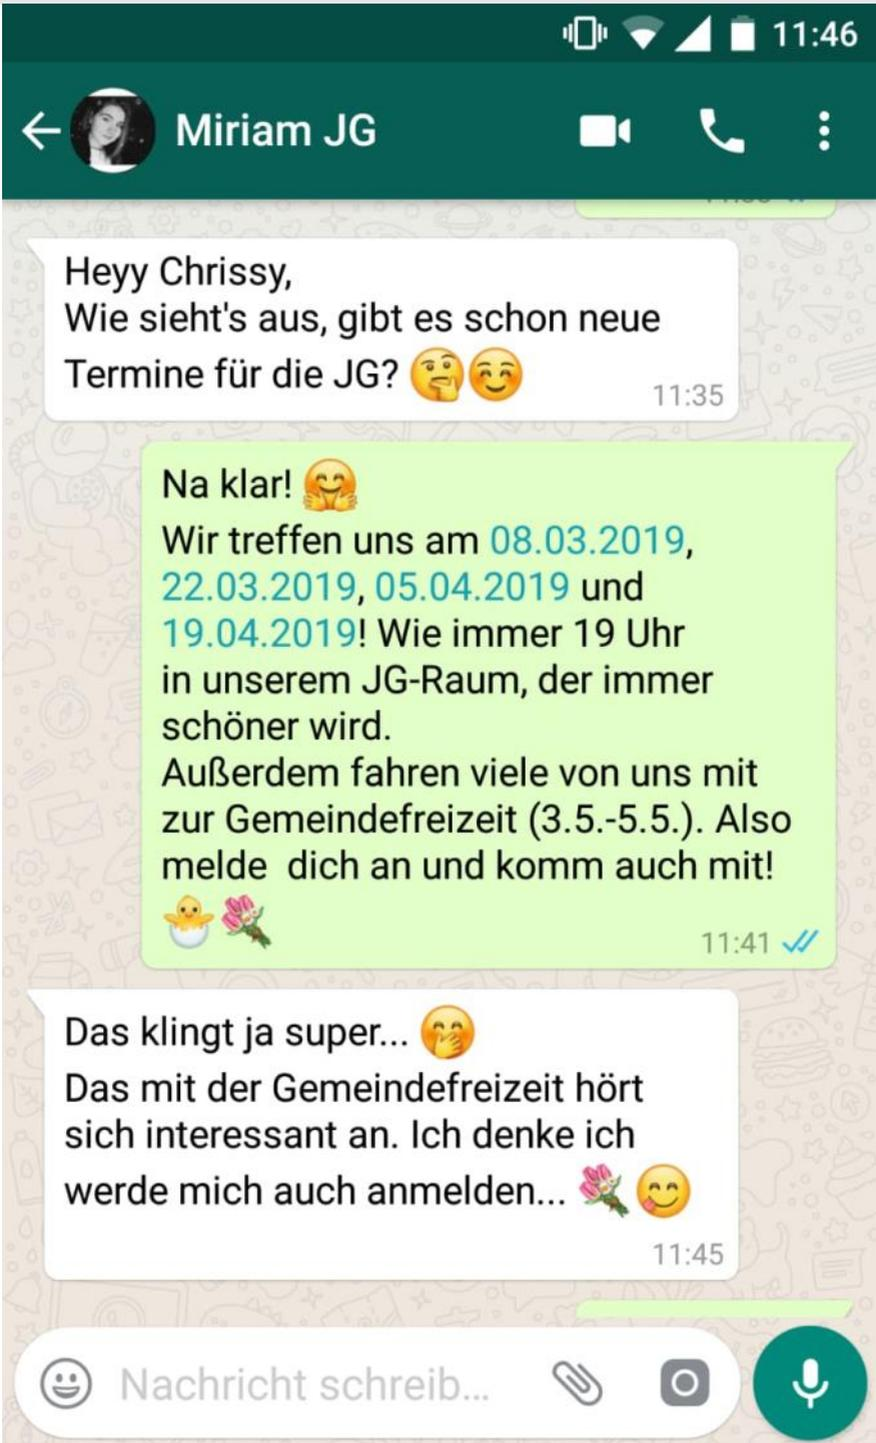 11:46
Miriam JG
Heyy Chrissy,
Wie sieht's aus, gibt es schon neue
Termine für die JG? 🤔😊
11:35
Na klar! 🤗
Wir treffen uns am 08.03.2019,
22.03.2019, 05.04.2019 und
19.04.2019! Wie immer 19 Uhr
in unserem JG-Raum, der immer
schöner wird.
Außerdem fahren viele von uns mit
zur Gemeindefreizeit (3.5.-5.5.). Also
melde  dich an und komm auch mit!
🐣💐
11:41
Das klingt ja super... 🤭
Das mit der Gemeindefreizeit hört
sich interessant an. Ich denke ich
werde mich auch anmelden... 💐😋
11:45
Nachricht schreib...